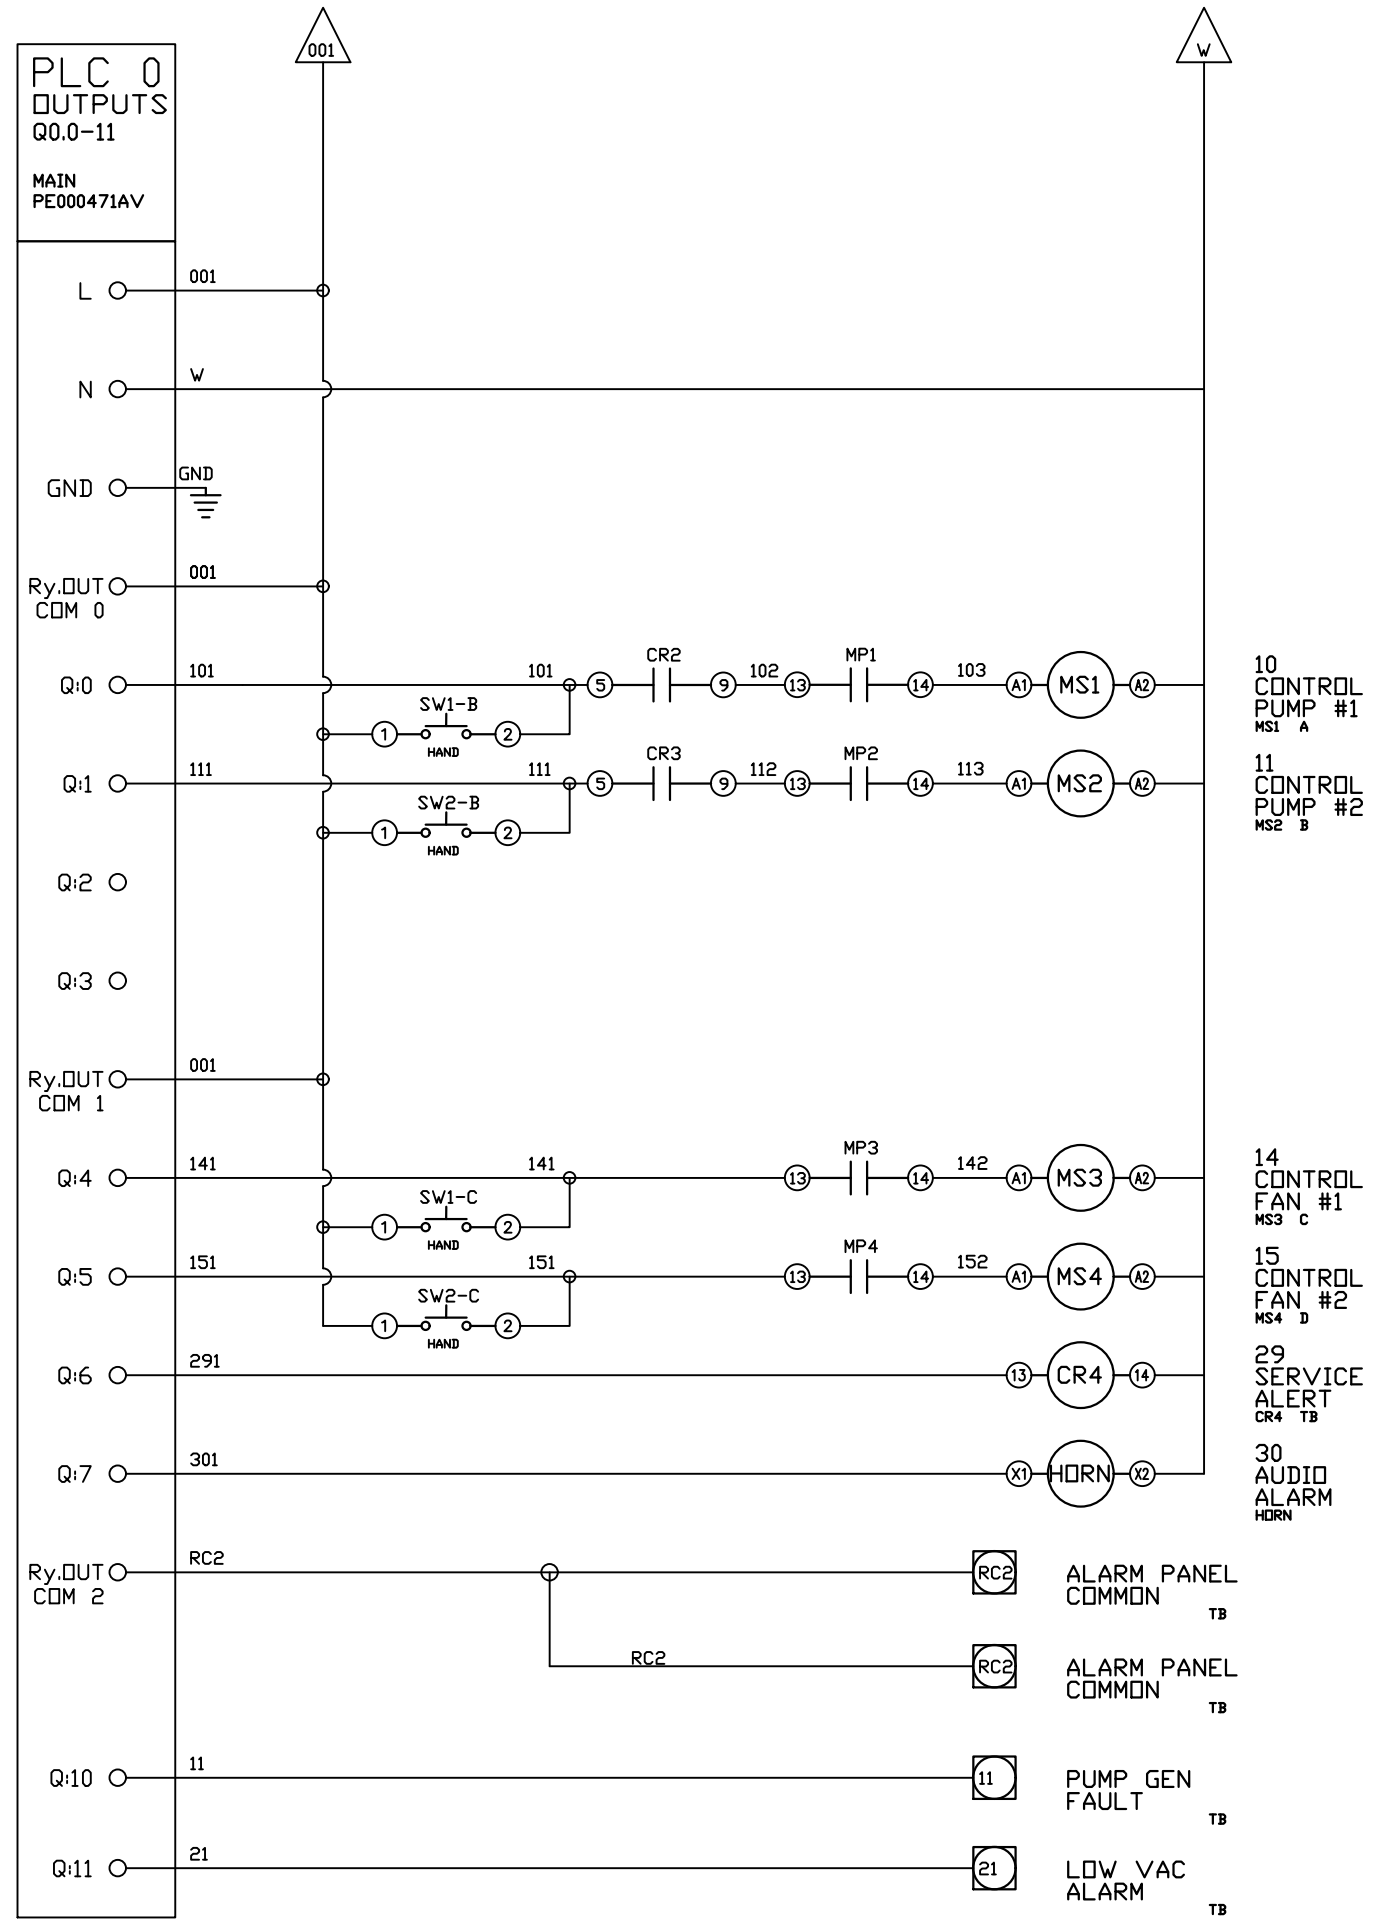 001
W
PLC 0
OUTPUTS
Q0.0-11
MAIN
PE000471AV
L
001
N
W
GND
GND
Ry.OUT
COM 0
001
Q:0
101
101
5
CR2
9
102
13
MP1
14
103
A1
MS1
A2
10
CONTROL
PUMP #1
MS1 A
SW1-B
1
2
HAND
Q:1
111
111
5
CR3
9
112
13
MP2
14
113
A1
MS2
A2
11
CONTROL
PUMP #2
MS2 B
SW2-B
1
2
HAND
Q:2
Q:3
Ry.OUT
COM 1
001
Q:4
141
141
13
MP3
14
142
A1
MS3
A2
14
CONTROL
FAN #1
MS3 C
SW1-C
1
2
HAND
Q:5
151
151
13
MP4
14
152
A1
MS4
A2
15
CONTROL
FAN #2
MS4 D
SW2-C
1
2
HAND
Q:6
291
13
CR4
14
29
SERVICE
ALERT
CR4 TB
Q:7
301
X1
HORN
X2
30
AUDIO
ALARM
HORN
Ry.OUT
COM 2
RC2
RC2
ALARM PANEL
COMMON
TB
RC2
RC2
ALARM PANEL
COMMON
TB
Q:10
11
11
PUMP GEN
FAULT
TB
Q:11
21
21
LOW VAC
ALARM
TB